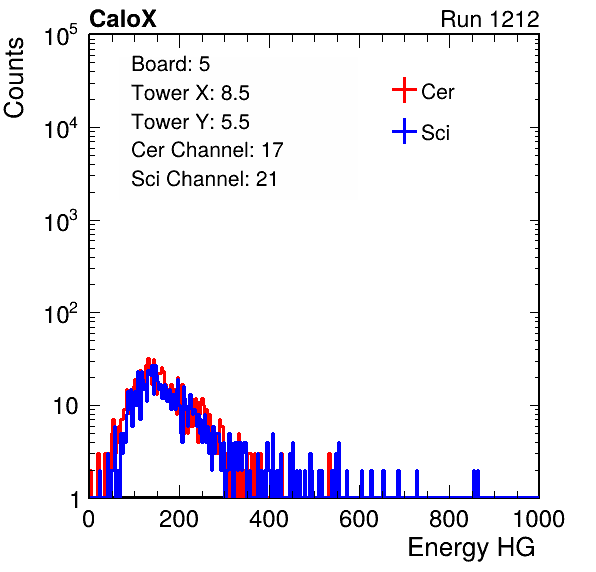 CaloX Run 1212
Counts
10^5
10^4
10^3
10^2
10
1
Board: 5
Tower X: 8.5
Tower Y: 5.5
Cer Channel: 17
Sci Channel: 21
Cer
Sci
0 200 400 600 800 1000
Energy HG